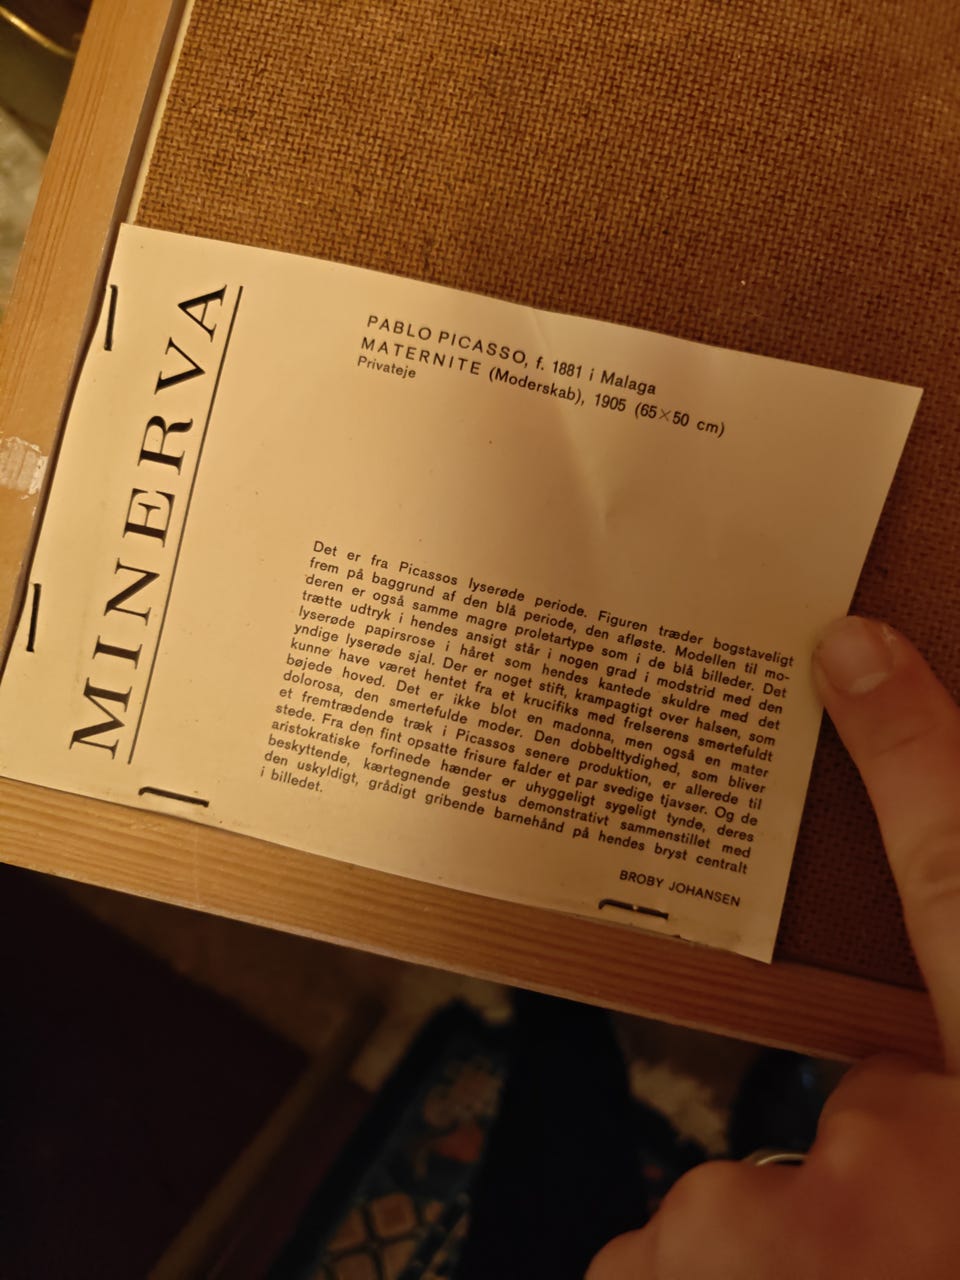 MINERVA
PABLO PICASSO, f. 1881 i Malaga
MATERNITE (Moderskab), 1905 (65×50 cm)
Privateje
Det er fra Picassos lyserøde periode. Figuren træder bogstaveligt
frem på baggrund af den blå periode, den afløste. Modellen til mo-
deren er også samme magre proletartype som i de blå billeder. Det
trætte udtryk i hendes ansigt står i nogen grad i modstrid med den
lyserøde papirsrose i håret som hendes kantede skuldre med det
yndige lyserøde sjal. Der er noget stift, krampagtigt over halsen, som
kunne have været hentet fra et krucifiks med frelserens smertefuldt
bøjede hoved. Det er ikke blot en madonna, men også en mater
dolorosa, den smertefulde moder. Den dobbelttydighed, som bliver
et fremtrædende træk i Picassos senere produktion, er allerede til
stede. Fra den fint opsatte frisure falder et par svedige tjavser. Og de
aristokratiske forfinede hænder er uhyggeligt sygeligt tynde, deres
beskyttende, kærtegnende gestus demonstrativt sammenstillet med
den uskyldigt, grådigt gribende barnehånd på hendes bryst centralt
i billedet.
BROBY JOHANSEN